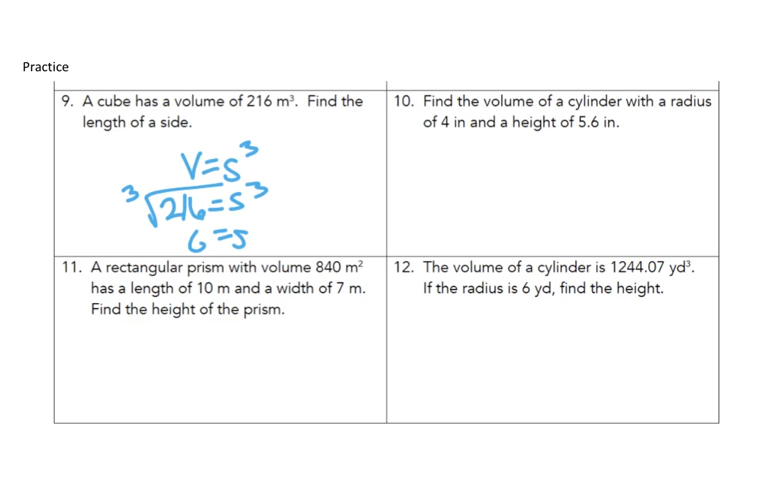 Practice
9. A cube has a volume of 216 m³. Find the
length of a side.
V=s³
³√216=s³
6=s
10. Find the volume of a cylinder with a radius
of 4 in and a height of 5.6 in.
11. A rectangular prism with volume 840 m²
has a length of 10 m and a width of 7 m.
Find the height of the prism.
12. The volume of a cylinder is 1244.07 yd³.
If the radius is 6 yd, find the height.